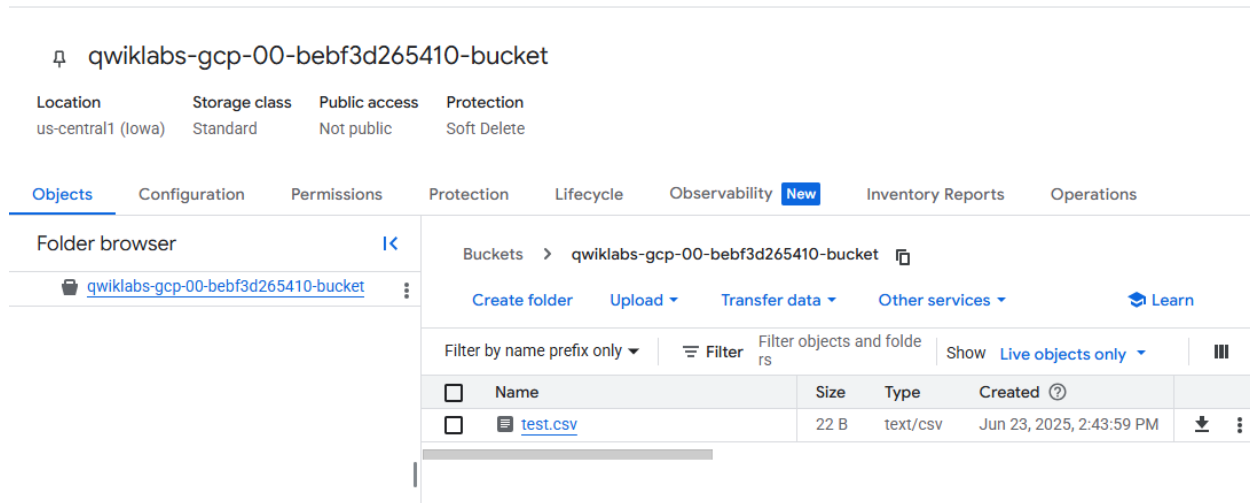 qwiklabs-gcp-00-bebf3d265410-bucket
Location Storage class Public access Protection
us-central1 (Iowa) Standard Not public Soft Delete
Objects Configuration Permissions Protection Lifecycle Observability New Inventory Reports Operations
Folder browser
qwiklabs-gcp-00-bebf3d265410-bucket
Buckets > qwiklabs-gcp-00-bebf3d265410-bucket
Create folder Upload Transfer data Other services Learn
Filter by name prefix only Filter Filter objects and folde
rs
Show Live objects only
Name Size Type Created
test.csv 22 B text/csv Jun 23, 2025, 2:43:59 PM